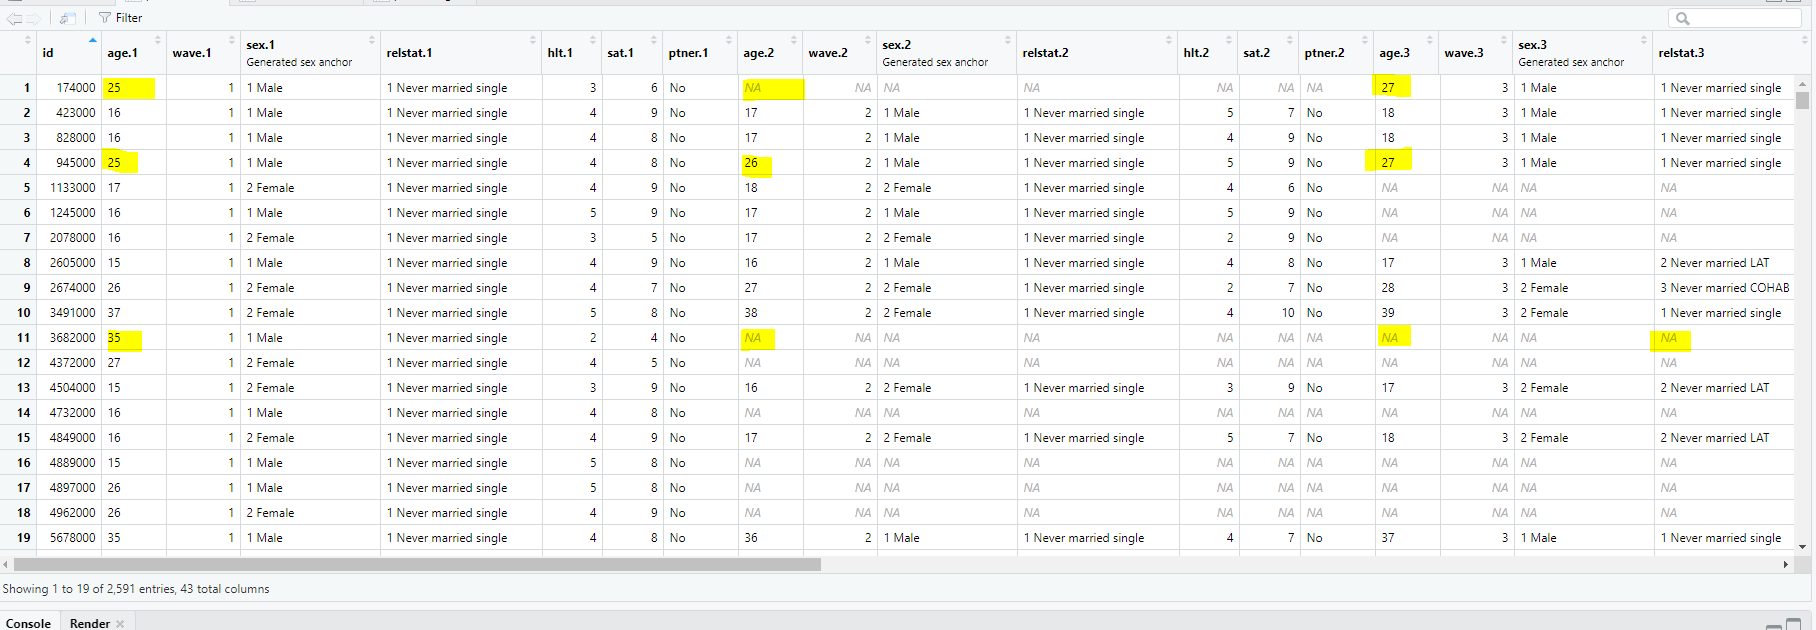 Filter
id age.1 wave.1 sex.1 Generated sex anchor relstat.1 hlt.1 sat.1 ptner.1 age.2 wave.2 sex.2 Generated sex anchor relstat.2 hlt.2 sat.2 ptner.2 age.3 wave.3 sex.3 Generated sex anchor relstat.3
1 174000 25 1 1 Male 1 Never married single 3 6 No NA NA NA NA NA NA NA 27 3 1 Male 1 Never married single
2 423000 16 1 1 Male 1 Never married single 4 9 No 17 2 1 Male 1 Never married single 5 7 No 18 3 1 Male 1 Never married single
3 828000 16 1 1 Male 1 Never married single 4 8 No 17 2 1 Male 1 Never married single 4 9 No 18 3 1 Male 1 Never married single
4 945000 25 1 1 Male 1 Never married single 4 8 No 26 2 1 Male 1 Never married single 5 9 No 27 3 1 Male 1 Never married single
5 1133000 17 1 2 Female 1 Never married single 4 9 No 18 2 2 Female 1 Never married single 4 6 No NA NA NA NA
6 1245000 16 1 1 Male 1 Never married single 5 9 No 17 2 1 Male 1 Never married single 5 9 No NA NA NA NA
7 2078000 16 1 2 Female 1 Never married single 3 5 No 17 2 2 Female 1 Never married single 2 9 No NA NA NA NA
8 2605000 15 1 1 Male 1 Never married single 4 9 No 16 2 1 Male 1 Never married single 4 8 No 17 3 1 Male 2 Never married LAT
9 2674000 26 1 2 Female 1 Never married single 4 7 No 27 2 2 Female 1 Never married single 2 7 No 28 3 2 Female 3 Never married COHAB
10 3491000 37 1 2 Female 1 Never married single 5 8 No 38 2 2 Female 1 Never married single 4 10 No 39 3 2 Female 1 Never married single
11 3682000 35 1 1 Male 1 Never married single 2 4 No NA NA NA NA NA NA NA NA NA NA NA
12 4372000 27 1 2 Female 1 Never married single 4 5 No NA NA NA NA NA NA NA NA NA NA NA
13 4504000 15 1 2 Female 1 Never married single 3 9 No 16 2 2 Female 1 Never married single 3 9 No 17 3 2 Female 2 Never married LAT
14 4732000 16 1 1 Male 1 Never married single 4 8 No NA NA NA NA NA NA NA NA NA NA NA
15 4849000 16 1 2 Female 1 Never married single 4 9 No 17 2 2 Female 1 Never married single 5 7 No 18 3 2 Female 2 Never married LAT
16 4889000 15 1 1 Male 1 Never married single 5 8 No NA NA NA NA NA NA NA NA NA NA NA
17 4897000 26 1 1 Male 1 Never married single 5 8 No NA NA NA NA NA NA NA NA NA NA NA
18 4962000 26 1 2 Female 1 Never married single 4 9 No NA NA NA NA NA NA NA NA NA NA NA
19 5678000 35 1 1 Male 1 Never married single 4 8 No 36 2 1 Male 1 Never married single 4 7 No 37 3 1 Male 1 Never married single
Showing 1 to 19 of 2,591 entries, 43 total columns
Console Render